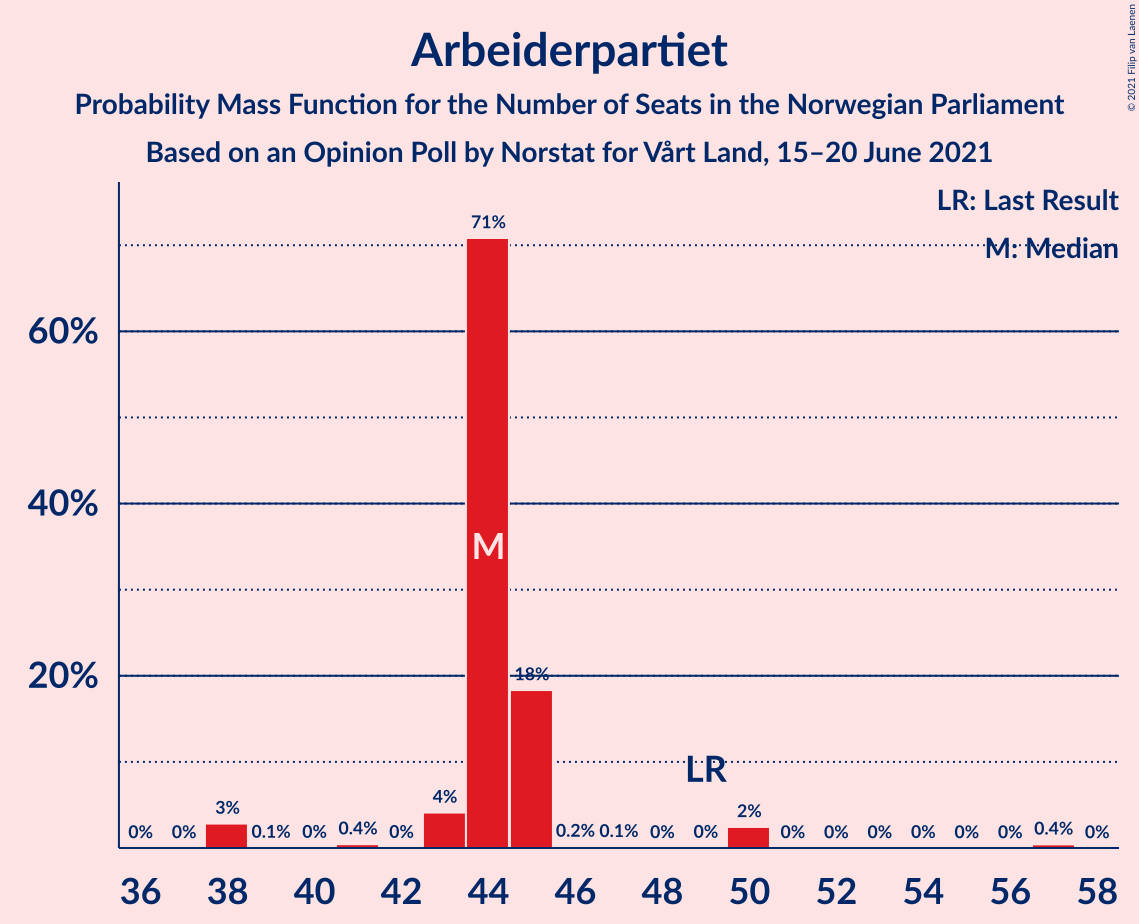 Arbeiderpartiet
Probability Mass Function for the Number of Seats in the Norwegian Parliament
Based on an Opinion Poll by Norstat for Vårt Land, 15–20 June 2021
© 2021 Filip van Laenen
LR: Last Result
M: Median
60%
40%
20%
71%
M
18%
LR
0% 0% 3% 0.1% 0% 0.4% 0% 4% 0.2% 0.1% 0% 0% 2% 0% 0% 0% 0% 0% 0% 0.4% 0%
36 38 40 42 44 46 48 50 52 54 56 58